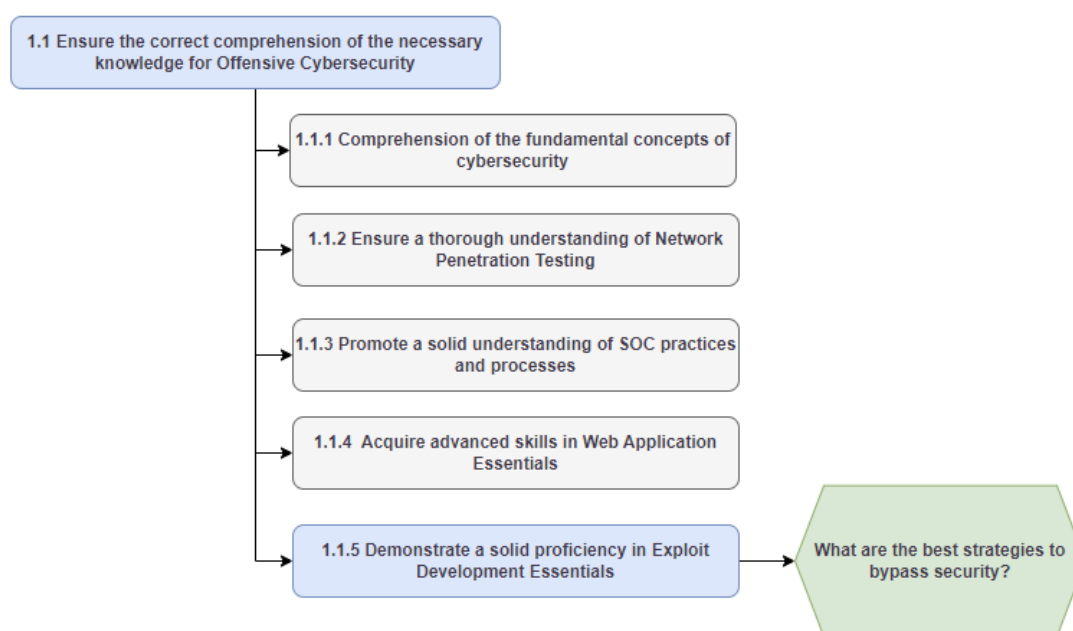 1.1 Ensure the correct comprehension of the necessary
knowledge for Offensive Cybersecurity
1.1.1 Comprehension of the fundamental concepts of
cybersecurity
1.1.2 Ensure a thorough understanding of Network
Penetration Testing
1.1.3 Promote a solid understanding of SOC practices
and processes
1.1.4 Acquire advanced skills in Web Application
Essentials
1.1.5 Demonstrate a solid proficiency in Exploit
Development Essentials
What are the best strategies to
bypass security?